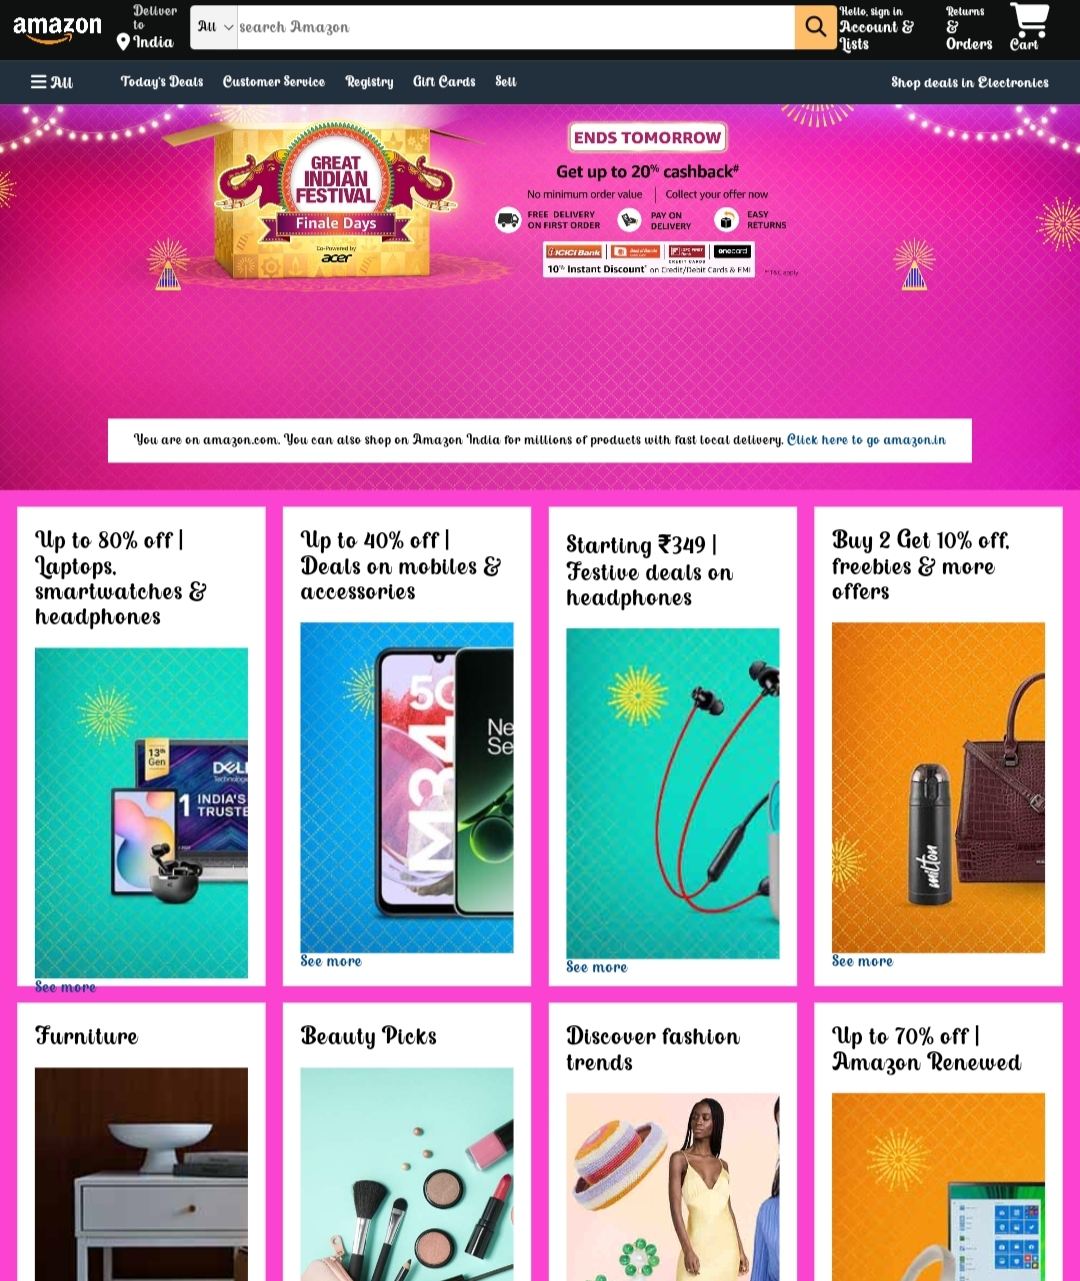 amazon
Deliver
to
India
All
search Amazon
Hello, sign in
Account &
Lists
Returns
&
Orders
Cart
All
Today's Deals
Customer Service
Registry
Gift Cards
Sell
Shop deals in Electronics
GREAT
INDIAN
FESTIVAL
Finale Days
Co-Powered by
acer
ENDS TOMORROW
Get up to 20% cashback#
No minimum order value | Collect your offer now
FREE DELIVERY
ON FIRST ORDER
PAY ON
DELIVERY
EASY
RETURNS
ICICI Bank
onecard
10% Instant Discount* on Credit/Debit Cards & EMI
*T&C apply
You are on amazon.com. You can also shop on Amazon India for millions of products with fast local delivery. Click here to go amazon.in
Up to 80% off |
Laptops,
smartwatches &
headphones
13th
Gen
DELL
Technologie
1 INDIA'S
TRUSTE
See more
Up to 40% off |
Deals on mobiles &
accessories
5G
M34
Ne
Se
See more
Starting ₹349 |
Festive deals on
headphones
See more
Buy 2 Get 10% off,
freebies & more
offers
milton
See more
Furniture
Beauty Picks
Discover fashion
trends
Up to 70% off |
Amazon Renewed